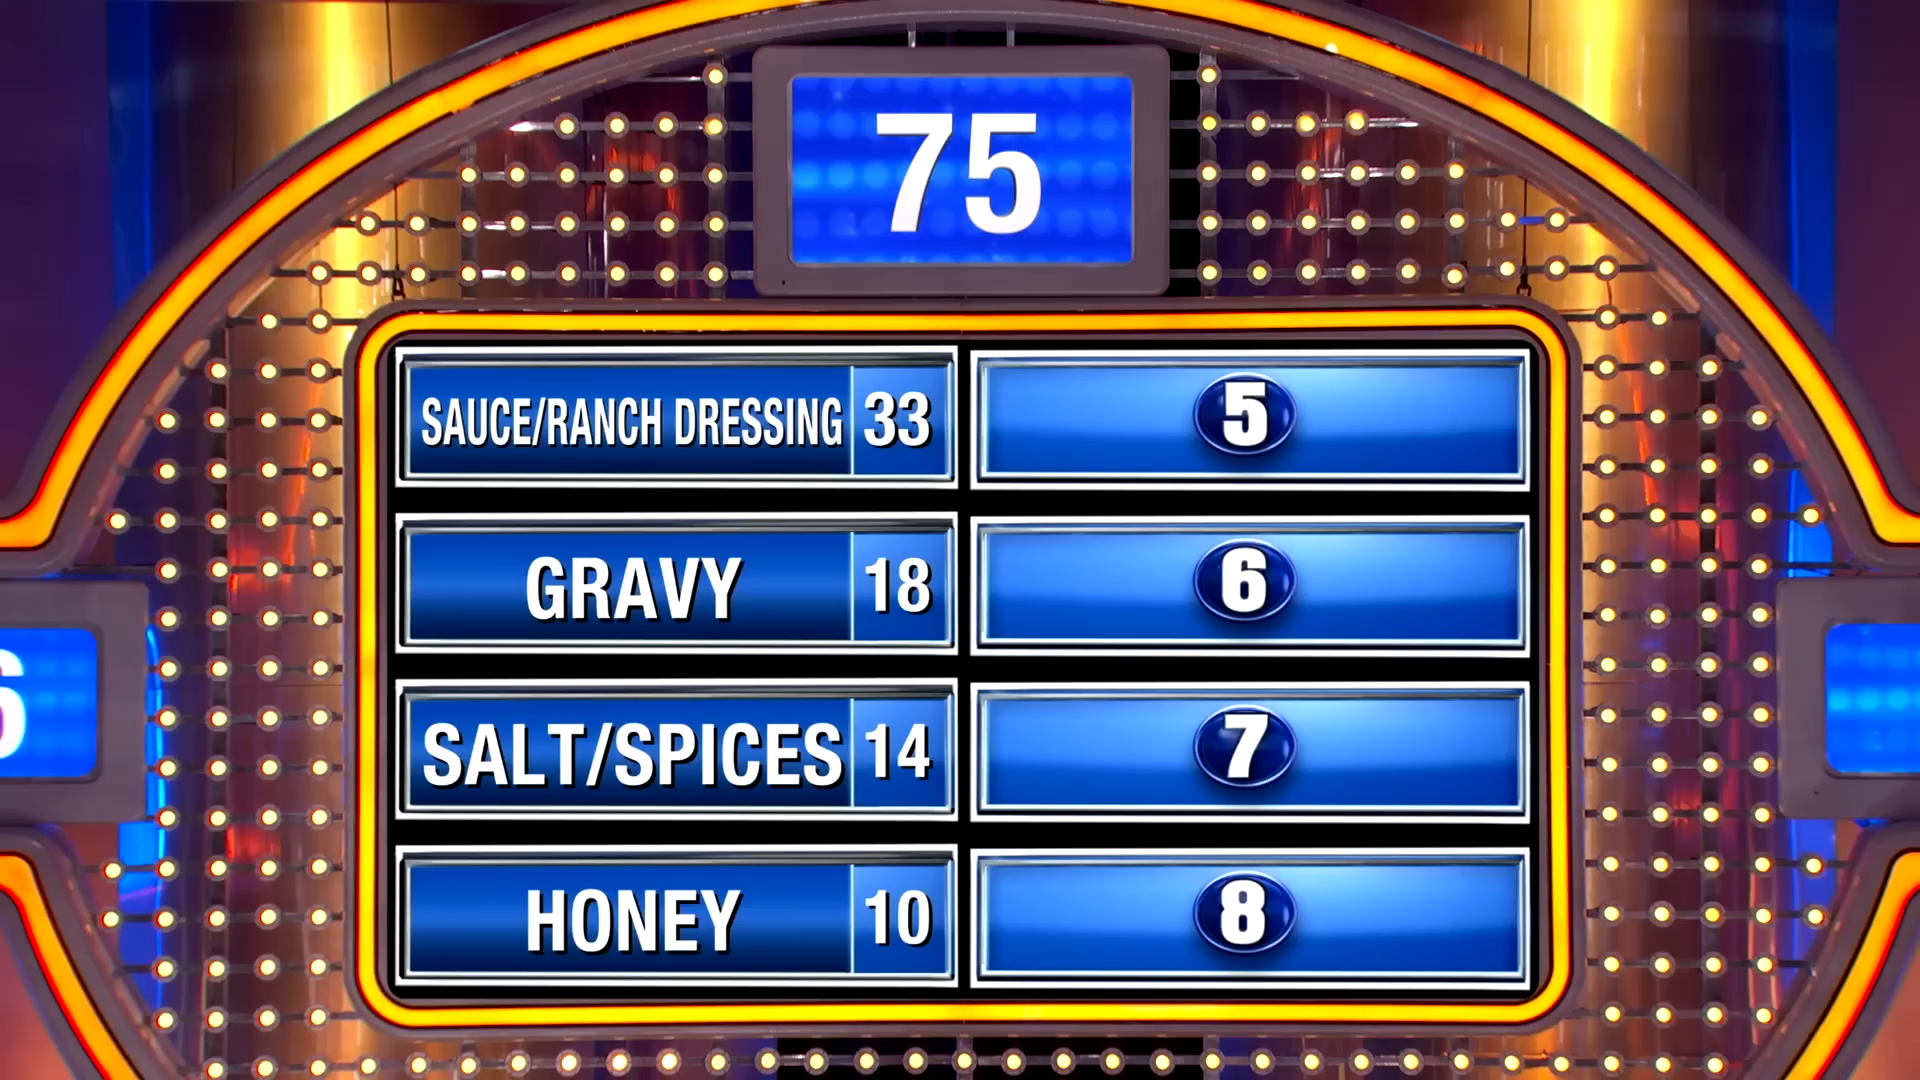 75
SAUCE/RANCH DRESSING 33
5
GRAVY 18
6
SALT/SPICES 14
7
HONEY 10
8